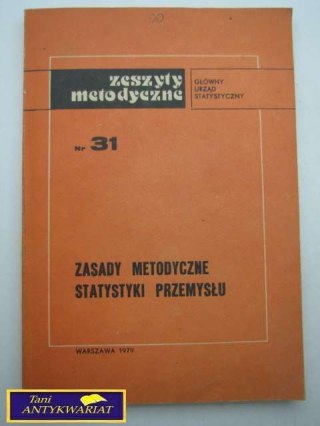 zeszyty
metodyczne
GŁÓWNY
URZĄD
STATYSTYCZNY
Nr 31
ZASADY METODYCZNE
STATYSTYKI PRZEMYSŁU
WARSZAWA 1979
Tani
ANTYKWARIAT